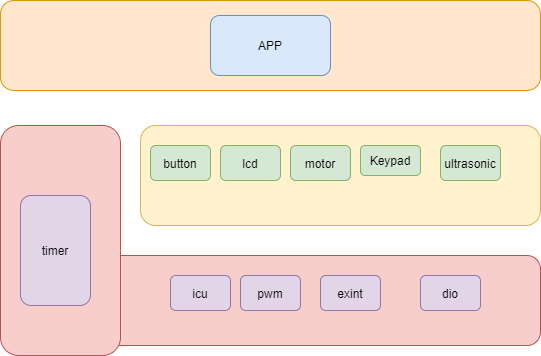 APP
button
lcd
motor
Keypad
ultrasonic
timer
icu
pwm
exint
dio